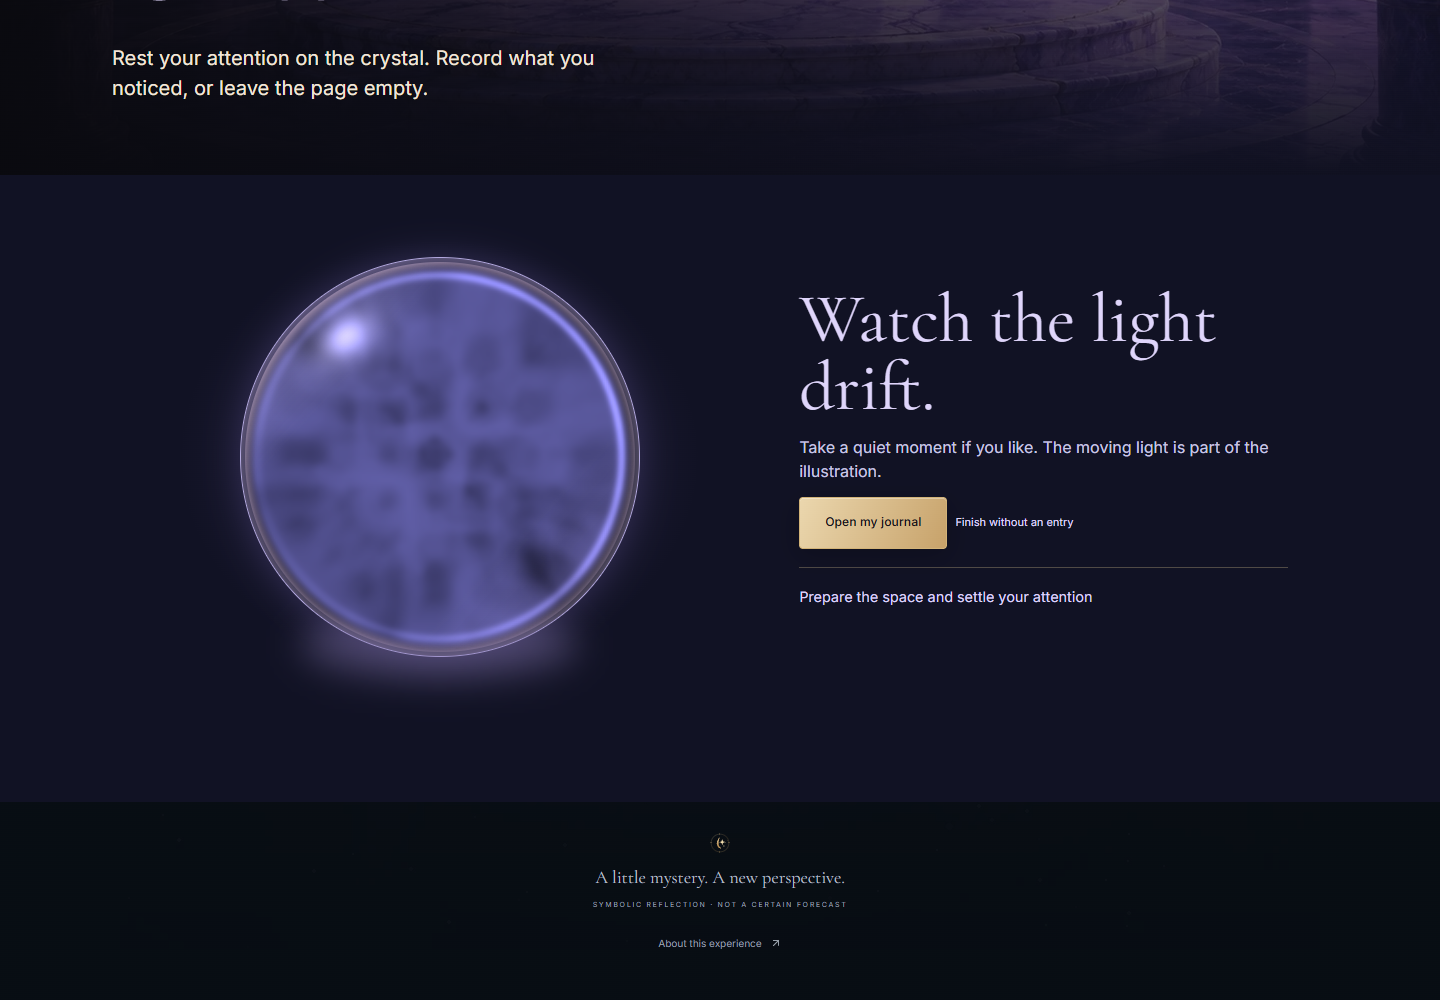 Rest your attention on the crystal. Record what you
noticed, or leave the page empty.
Watch the light
drift.
Take a quiet moment if you like. The moving light is part of the
illustration.
Open my journal
Finish without an entry
Prepare the space and settle your attention
A little mystery. A new perspective.
SYMBOLIC REFLECTION · NOT A CERTAIN FORECAST
About this experience